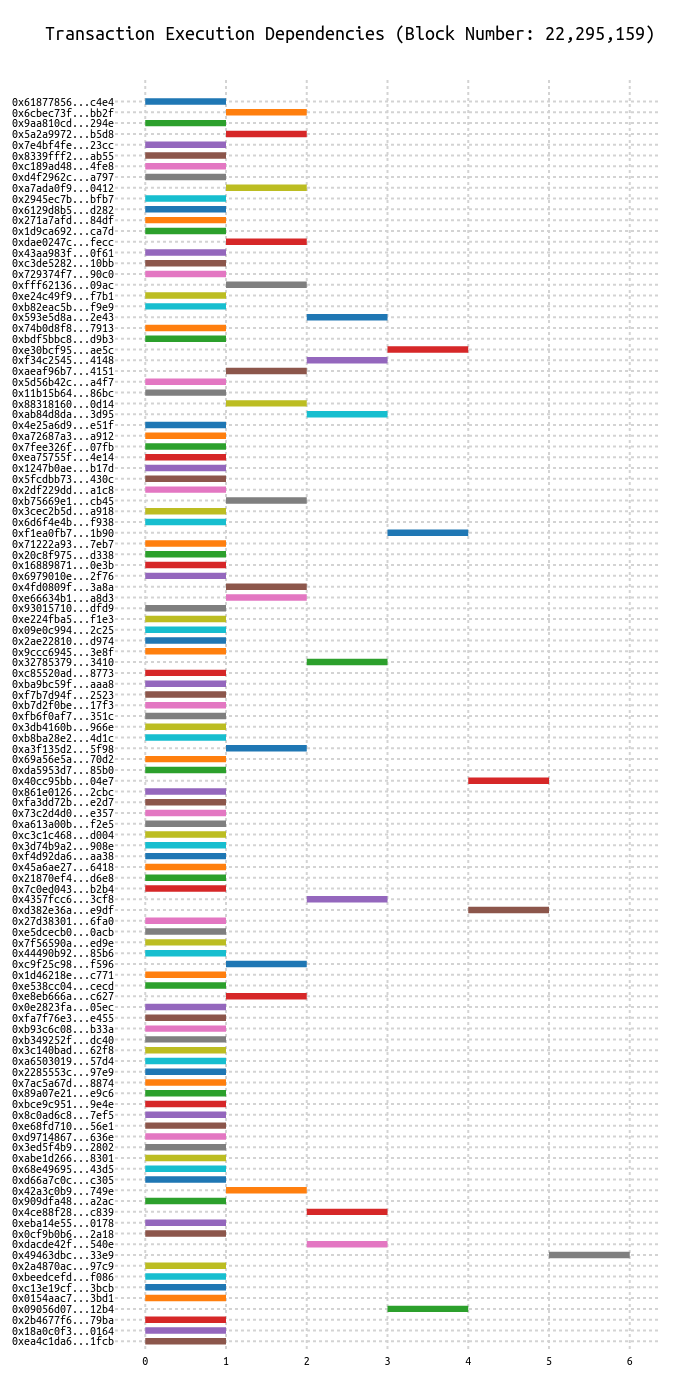 Transaction Execution Dependencies (Block Number: 22,295,159)
0x61877856...c4e4
0x6cbec73f...bb2f
0x9aa810cd...294e
0x5a2a9972...b5d8
0x7e4bf4fe...23cc
0x8339fff2...ab55
0xc189ad48...4fe8
0xd4f2962c...a797
0xa7ada0f9...0412
0x2945ec7b...bfb7
0x6129d8b5...d282
0x271a7afd...84df
0x1d9ca692...ca7d
0xdae0247c...fecc
0x43aa983f...0f61
0xc3de5282...10bb
0x729374f7...90c0
0xfff62136...09ac
0xe24c49f9...f7b1
0xb82eac5b...f9e9
0x593e5d8a...2e43
0x74b0d8f8...7913
0xbdf5bbc8...d9b3
0xe30bcf95...ae5c
0xf34c2545...4148
0xaeaf96b7...4151
0x5d56b42c...a4f7
0x11b15b64...86bc
0x88318160...0d14
0xab84d8da...3d95
0x4e25a6d9...e51f
0xa72687a3...a912
0x7fee326f...07fb
0xea75755f...4e14
0x1247b0ae...b17d
0x5fcdbb73...430c
0x2df229dd...a1c8
0xb75669e1...cb45
0x3cec2b5d...a918
0x6d6f4e4b...f938
0xf1ea0fb7...1b90
0x71222a93...7eb7
0x20c8f975...d338
0x16889871...0e3b
0x6979010e...2f76
0x4fd0809f...3a8a
0xe66634b1...a8d3
0x93015710...dfd9
0xe224fba5...f1e3
0x09e0c994...2c25
0x2ae22810...d974
0x9ccc6945...3e8f
0x32785379...3410
0xc85520ad...8773
0xba9bc59f...aaa8
0xf7b7d94f...2523
0xb7d2f0be...17f3
0xfb6f0af7...351c
0x3db4160b...966e
0xb8ba28e2...4d1c
0xa3f135d2...5f98
0x69a56e5a...70d2
0xda5953d7...85b0
0x40cc95bb...04e7
0x861e0126...2cbc
0xfa3dd72b...e2d7
0x73c2d4d0...e357
0xa613a00b...f2e5
0xc3c1c468...d004
0x3d74b9a2...908e
0xf4d92da6...aa38
0x45a6ae27...6418
0x21870ef4...d6e8
0x7c0ed043...b2b4
0x4357fcc6...3cf8
0xd382e36a...e9df
0x27d38301...6fa0
0xe5dcecb0...0acb
0x7f56590a...ed9e
0x44490b92...85b6
0xc9f25c98...f596
0x1d46218e...c771
0xe538cc04...cecd
0xe8eb666a...c627
0x0e2823fa...05ec
0xfa7f76e3...e455
0xb93c6c08...b33a
0xb349252f...dc40
0x3c140bad...62f8
0xa6503019...57d4
0x2285553c...97e9
0x7ac5a67d...8874
0x89a07e21...e9c6
0xbce9c951...9e4e
0x8c0ad6c8...7ef5
0xe68fd710...56e1
0xd9714867...636e
0x3ed5f4b9...2802
0xabe1d266...8301
0x68e49695...43d5
0xd66a7c0c...c305
0x42a3c0b9...749e
0x909dfa48...a2ac
0x4ce88f28...c839
0xeba14e55...0178
0x0cf9b0b6...2a18
0xdacde42f...540e
0x49463dbc...33e9
0x2a4870ac...97c9
0xbeedcefd...f086
0xc13e19cf...3bcb
0x0154aac7...3bd1
0x09056d07...12b4
0x2b4677f6...79ba
0x18a0c0f3...0164
0xea4c1da6...1fcb
0 1 2 3 4 5 6